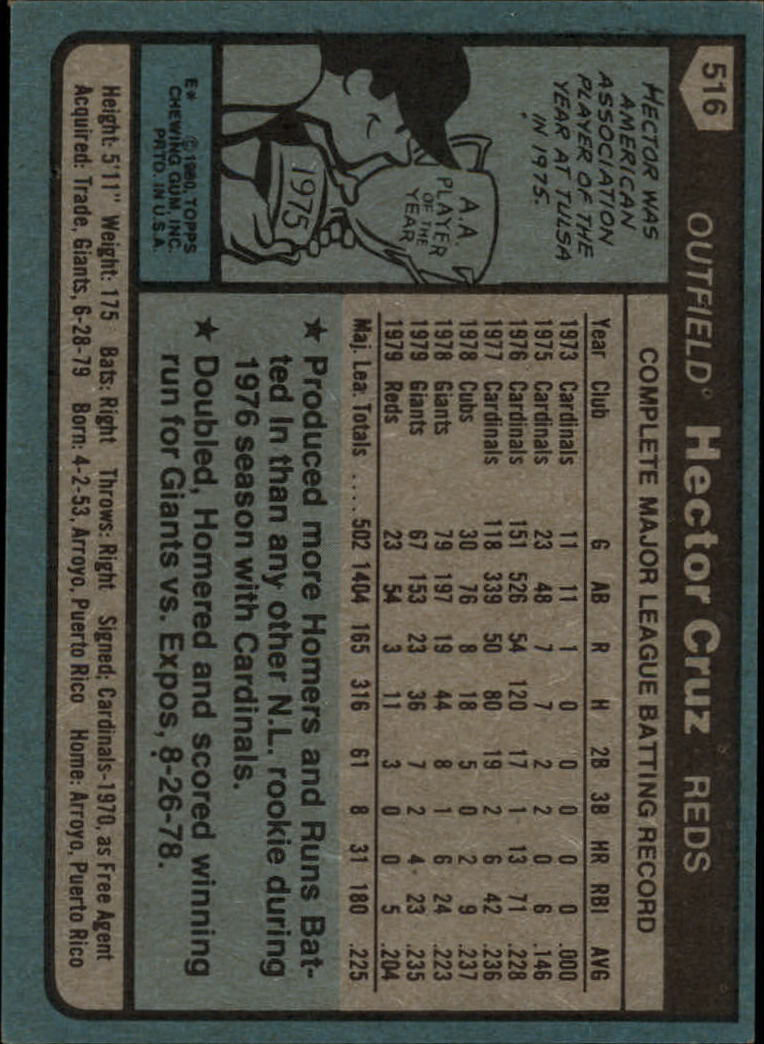 516
OUTFIELD Hector Cruz REDS
HECTOR WAS
AMERICAN
ASSOCIATION
PLAYER OF THE
YEAR AT TULSA
IN 1975.
A.A.
PLAYER
OF THE
YEAR
1975
E* © 1980, TOPPS
CHEWING GUM, INC.
PRTD. IN U.S.A.
COMPLETE MAJOR LEAGUE BATTING RECORD
Year Club G AB R H 2B 3B HR RBI AVG
1973 Cardinals 11 11 1 0 0 0 0 0 .000
1975 Cardinals 23 48 7 7 2 2 0 6 .146
1976 Cardinals 151 526 54 120 17 1 13 71 .228
1977 Cardinals 118 339 50 80 19 2 6 42 .236
1978 Cubs 30 76 8 18 5 0 2 9 .237
1978 Giants 79 197 19 44 8 1 6 24 .223
1979 Giants 67 153 23 36 7 2 4 23 .235
1979 Reds 23 54 3 11 3 0 0 5 .204
Maj. Lea. Totals .... 502 1404 165 316 61 8 31 180 .225
★ Produced more Homers and Runs Bat-
ted In than any other N.L. rookie during
1976 season with Cardinals.
★ Doubled, Homered and scored winning
run for Giants vs. Expos, 8-26-78.
Height: 5'11" Weight: 175 Bats: Right Throws: Right Signed: Cardinals-1970, as Free Agent
Acquired: Trade, Giants, 6-28-79 Born: 4-2-53, Arroyo, Puerto Rico Home: Arroyo, Puerto Rico